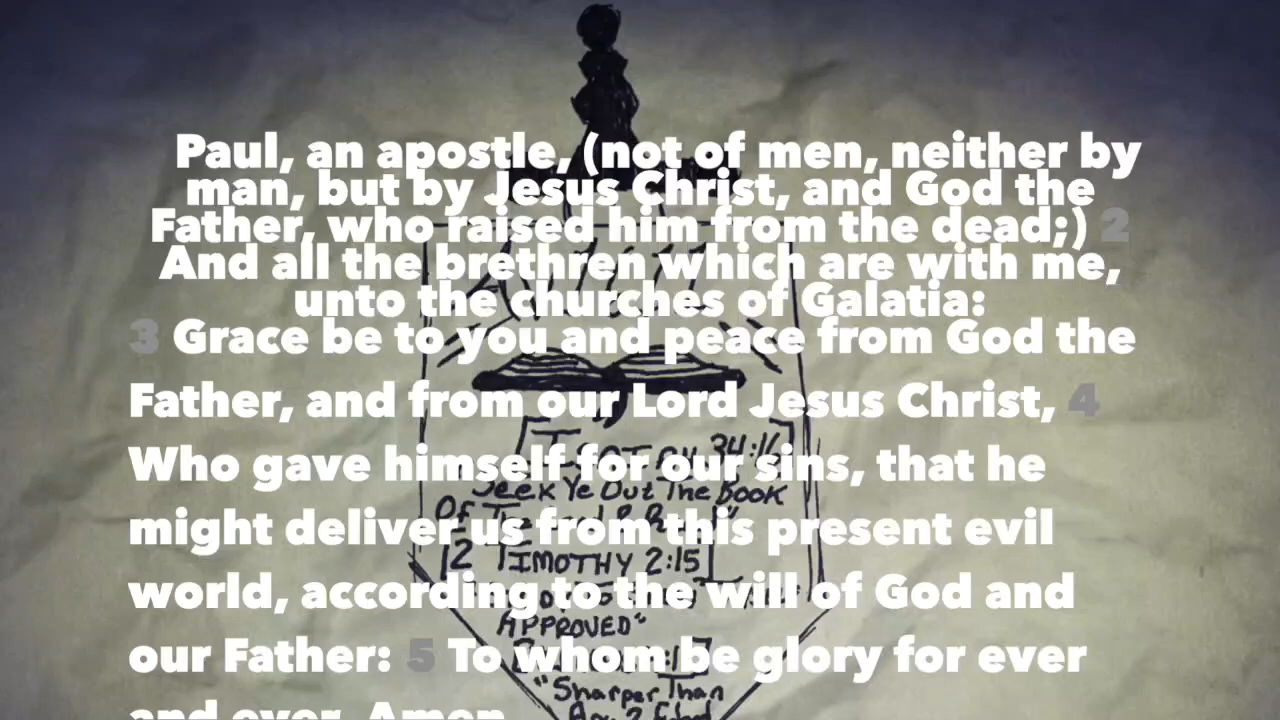 Paul, an apostle, (not of men, neither by
man, but by Jesus Christ, and God the
Father, who raised him from the dead;) 2
And all the brethren which are with me,
unto the churches of Galatia:
3 Grace be to you and peace from God the
Father, and from our Lord Jesus Christ, 4
Who gave himself for our sins, that he
might deliver us from this present evil
world, according to the will of God and
our Father: 5 To whom be glory for ever
and ever. Amen
34:16
Seek Ye Out The Book
Of The
2 TIMOTHY 2:15
APPROVED"
"Sharper Than